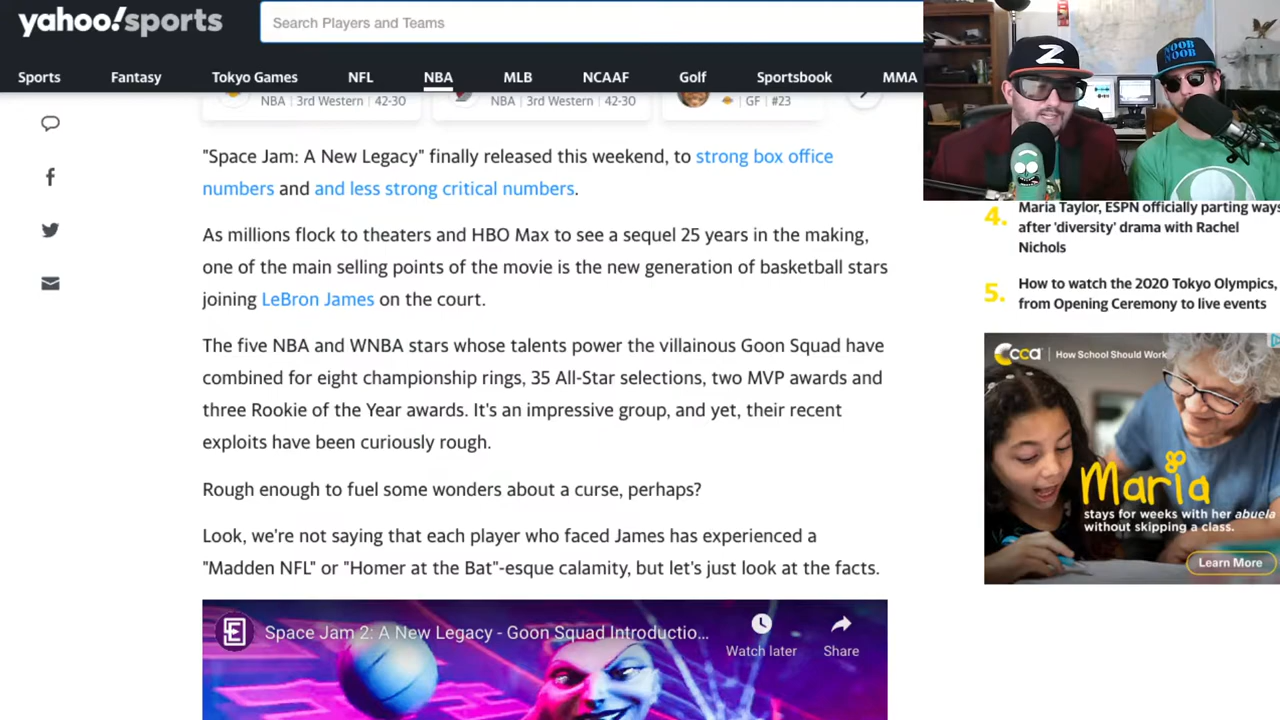 yahoo!sports
Search Players and Teams
Sports Fantasy Tokyo Games NFL NBA MLB NCAAF Golf Sportsbook MMA
NBA | 3rd Western | 42-30
NBA | 3rd Western | 42-30
GF | #23
"Space Jam: A New Legacy" finally released this weekend, to strong box office
numbers and and less strong critical numbers.
As millions flock to theaters and HBO Max to see a sequel 25 years in the making,
one of the main selling points of the movie is the new generation of basketball stars
joining LeBron James on the court.
The five NBA and WNBA stars whose talents power the villainous Goon Squad have
combined for eight championship rings, 35 All-Star selections, two MVP awards and
three Rookie of the Year awards. It's an impressive group, and yet, their recent
exploits have been curiously rough.
Rough enough to fuel some wonders about a curse, perhaps?
Look, we're not saying that each player who faced James has experienced a
"Madden NFL" or "Homer at the Bat"-esque calamity, but let's just look at the facts.
Space Jam 2: A New Legacy - Goon Squad Introductio...
Watch later
Share
Z
NOOB
NOOB
4. Maria Taylor, ESPN officially parting ways
after 'diversity' drama with Rachel
Nichols
5. How to watch the 2020 Tokyo Olympics,
from Opening Ceremony to live events
cca | How School Should Work
Maria
stays for weeks with her abuela
without skipping a class.
Learn More